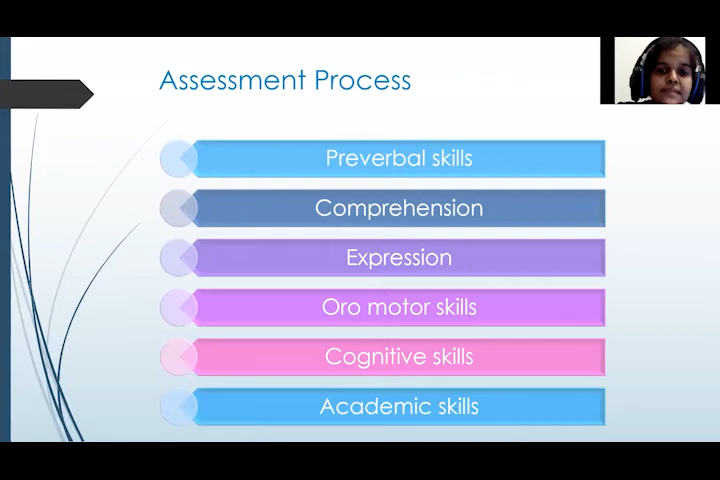 Assessment Process
Preverbal skills
Comprehension
Expression
Oro motor skills
Cognitive skills
Academic skills